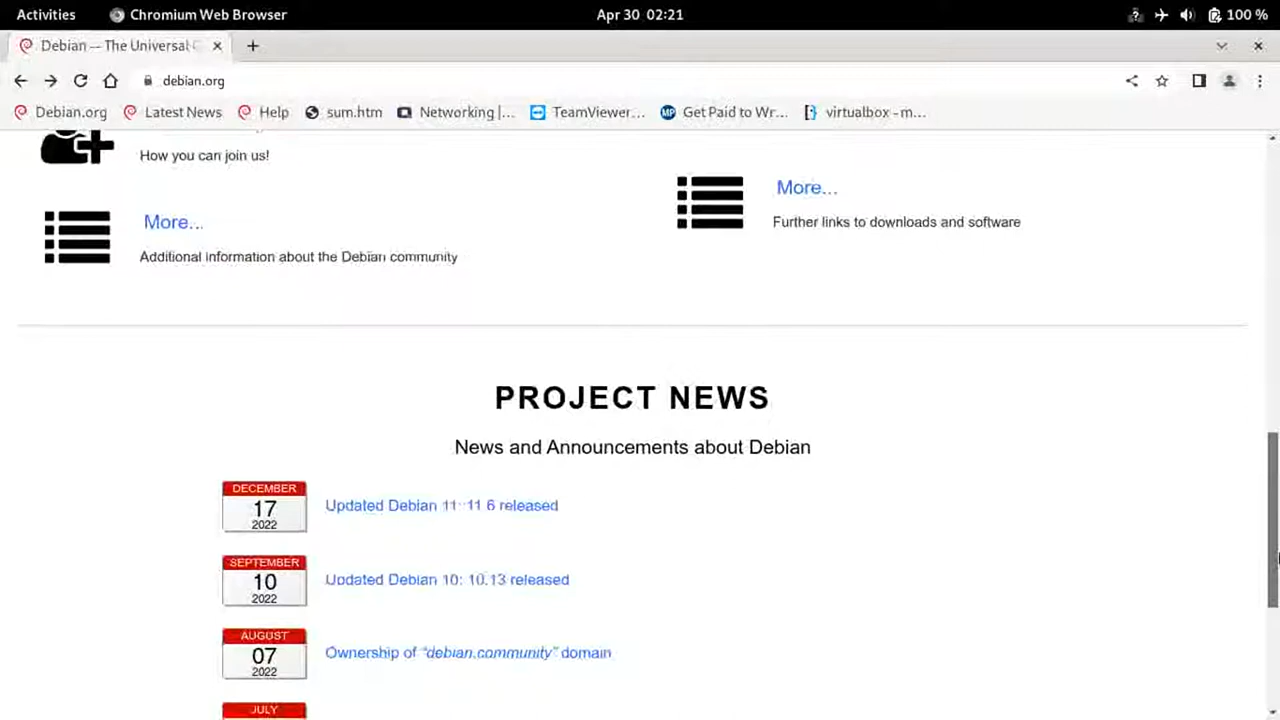 Activities Chromium Web Browser Apr 30 02:21 100 %
Debian -- The Universal
debian.org
Debian.org Latest News Help sum.htm Networking |... TeamViewer... Get Paid to Wr... virtualbox - m...
How you can join us!
More...
Additional information about the Debian community
More...
Further links to downloads and software
PROJECT NEWS
News and Announcements about Debian
DECEMBER
17
2022
Updated Debian 11: 11.6 released
SEPTEMBER
10
2022
Updated Debian 10: 10.13 released
AUGUST
07
2022
Ownership of “debian.community” domain
JULY